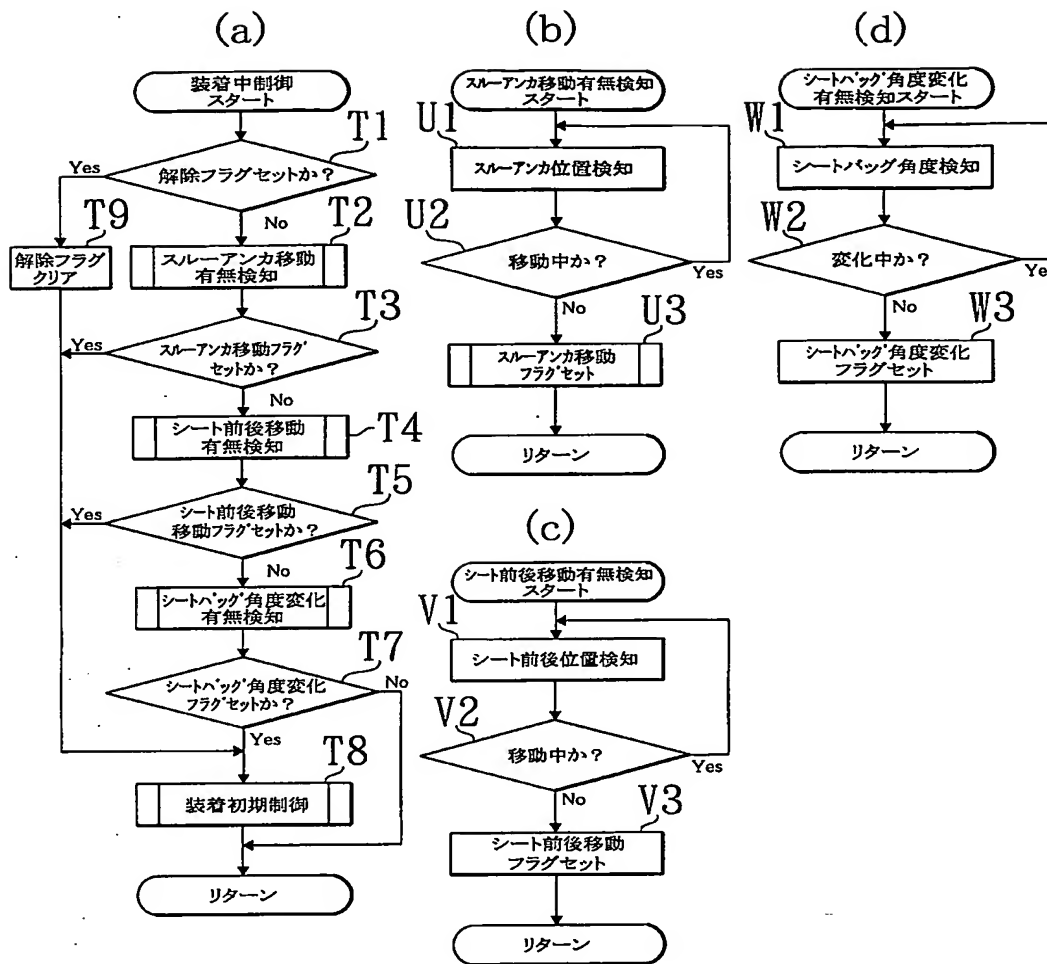 (a)
装着中制御
スタート
T1
解除フラグセットか？
Yes
No
T9
解除フラグ
クリア
T2
スルーアンカ移動
有無検知
T3
スルーアンカ移動フラグ
セットか？
Yes
No
シート前後移動
有無検知
T4
T5
シート前後移動
移動フラグセットか？
Yes
No
T6
シートバッグ角度変化
有無検知
T7
シートバッグ角度変化
フラグセットか？
No
Yes
T8
装着初期制御
リターン
(b)
スルーアンカ移動有無検知
スタート
U1
スルーアンカ位置検知
U2
移動中か？
Yes
No
U3
スルーアンカ移動
フラグセット
リターン
(c)
シート前後移動有無検知
スタート
V1
シート前後位置検知
V2
移動中か？
Yes
No
V3
シート前後移動
フラグセット
リターン
(d)
シートバッグ角度変化
有無検知スタート
W1
シートバッグ角度検知
W2
変化中か？
Yes
No
W3
シートバッグ角度変化
フラグセット
リターン